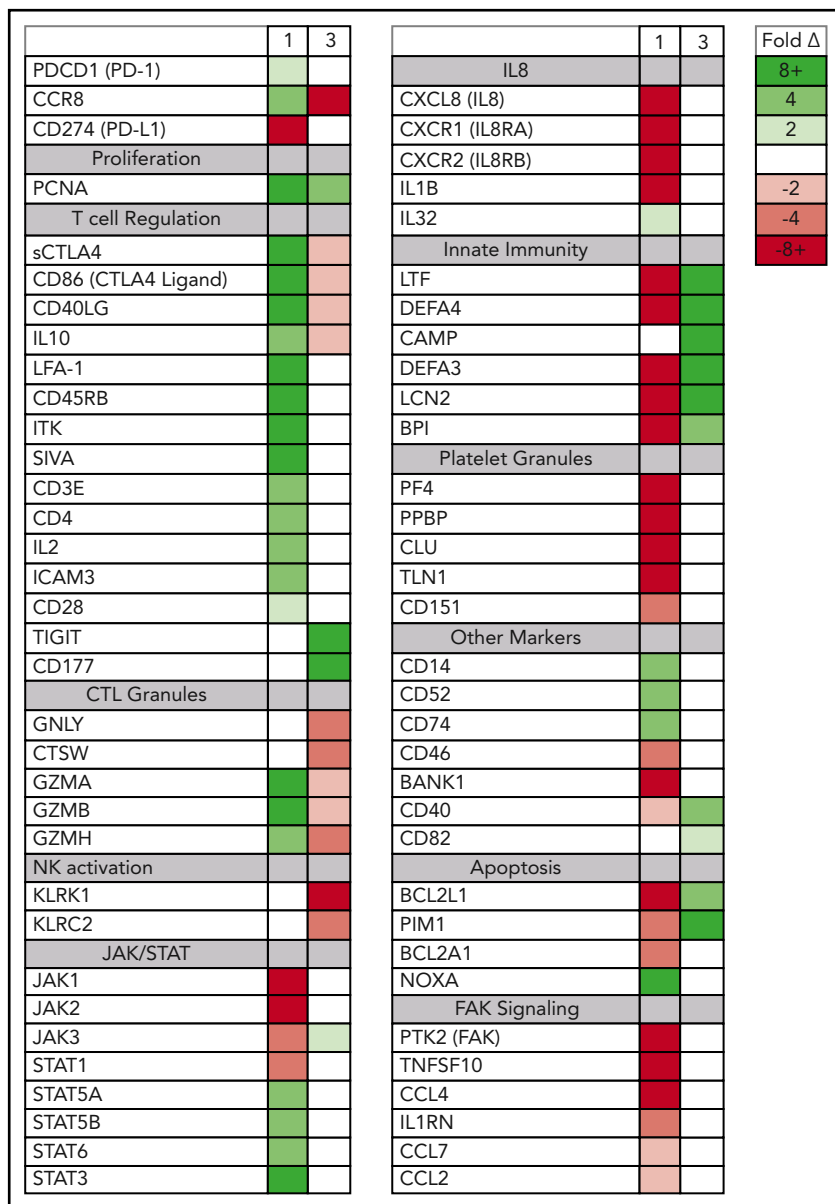 1 3
PDCD1 (PD-1)
CCR8
CD274 (PD-L1)
Proliferation
PCNA
T cell Regulation
sCTLA4
CD86 (CTLA4 Ligand)
CD40LG
IL10
LFA-1
CD45RB
ITK
SIVA
CD3E
CD4
IL2
ICAM3
CD28
TIGIT
CD177
CTL Granules
GNLY
CTSW
GZMA
GZMB
GZMH
NK activation
KLRK1
KLRC2
JAK/STAT
JAK1
JAK2
JAK3
STAT1
STAT5A
STAT5B
STAT6
STAT3
1 3
IL8
CXCL8 (IL8)
CXCR1 (IL8RA)
CXCR2 (IL8RB)
IL1B
IL32
Innate Immunity
LTF
DEFA4
CAMP
DEFA3
LCN2
BPI
Platelet Granules
PF4
PPBP
CLU
TLN1
CD151
Other Markers
CD14
CD52
CD74
CD46
BANK1
CD40
CD82
Apoptosis
BCL2L1
PIM1
BCL2A1
NOXA
FAK Signaling
PTK2 (FAK)
TNFSF10
CCL4
IL1RN
CCL7
CCL2
Fold Δ
8+
4
2
-2
-4
-8+